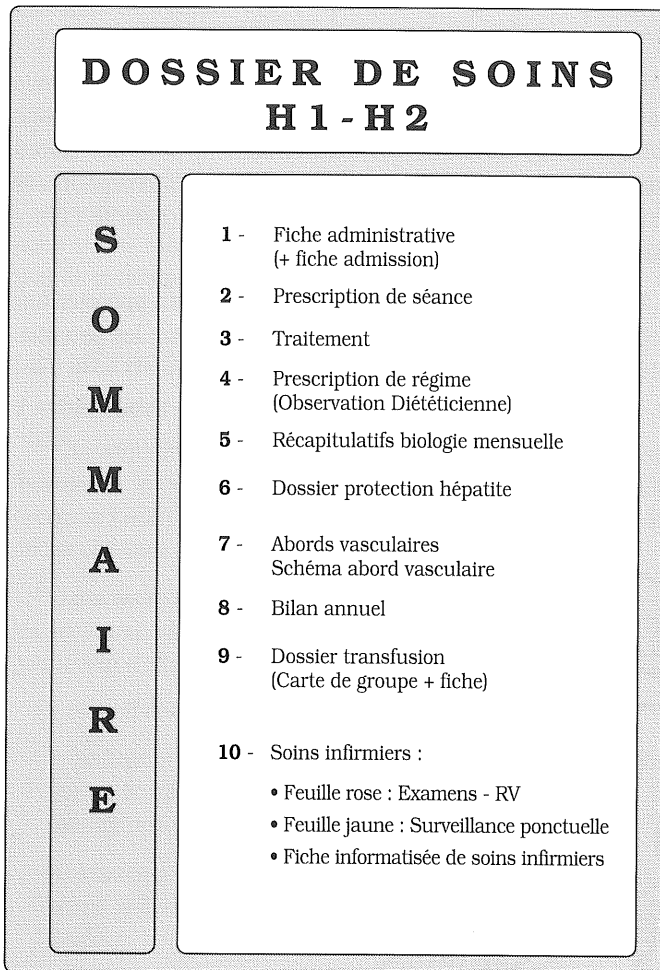 DOSSIER DE SOINS
H1-H2
SOMMAIRE
1 - Fiche administrative
(+ fiche admission)
2 - Prescription de séance
3 - Traitement
4 - Prescription de régime
(Observation Diététicienne)
5 - Récapitulatifs biologie mensuelle
6 - Dossier protection hépatite
7 - Abords vasculaires
Schéma abord vasculaire
8 - Bilan annuel
9 - Dossier transfusion
(Carte de groupe + fiche)
10 - Soins infirmiers :
• Feuille rose : Examens - RV
• Feuille jaune : Surveillance ponctuelle
• Fiche informatisée de soins infirmiers